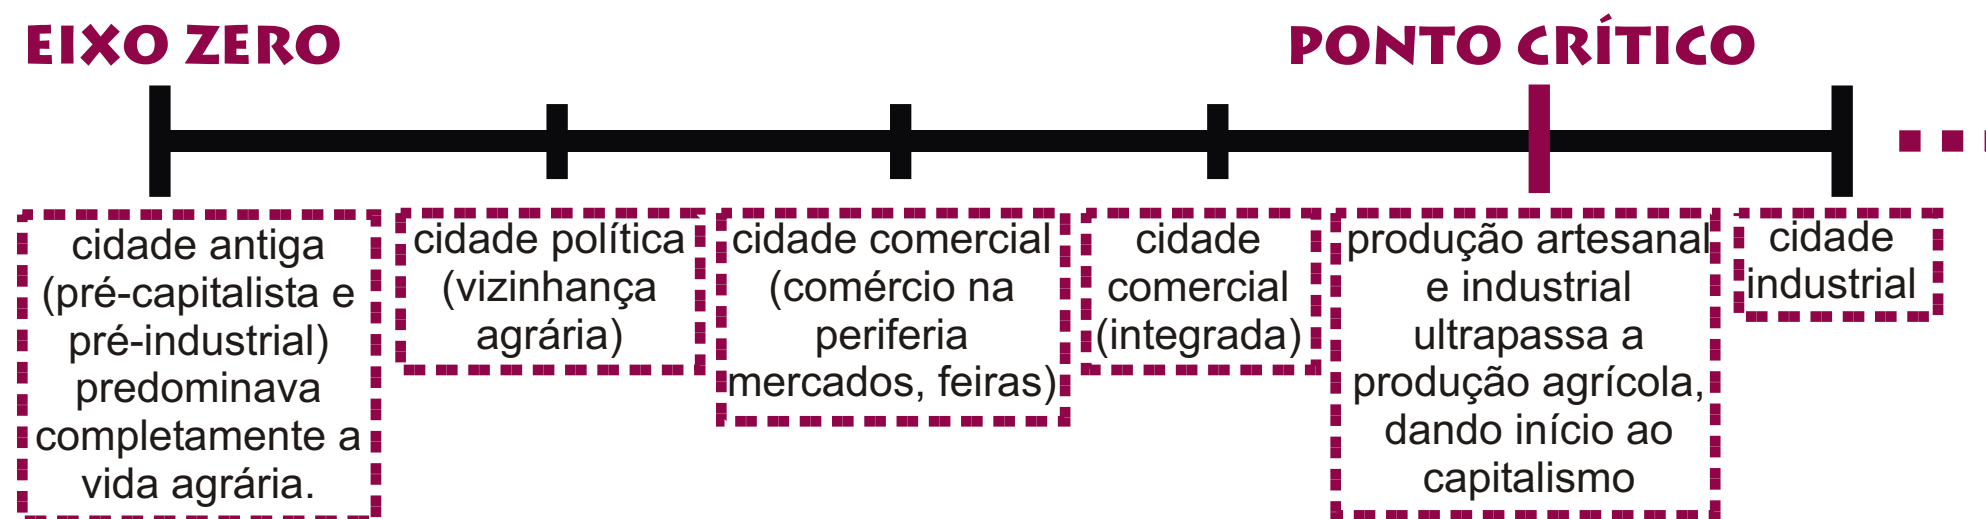 EIXO ZERO
PONTO CRÍTICO
cidade antiga
(pré-capitalista e
pré-industrial)
predominava
completamente a
vida agrária.
cidade política
(vizinhança
agrária)
cidade comercial
(comércio na
periferia
mercados, feiras)
cidade
comercial
(integrada)
produção artesanal
e industrial
ultrapassa a
produção agrícola,
dando início ao
capitalismo
cidade
industrial